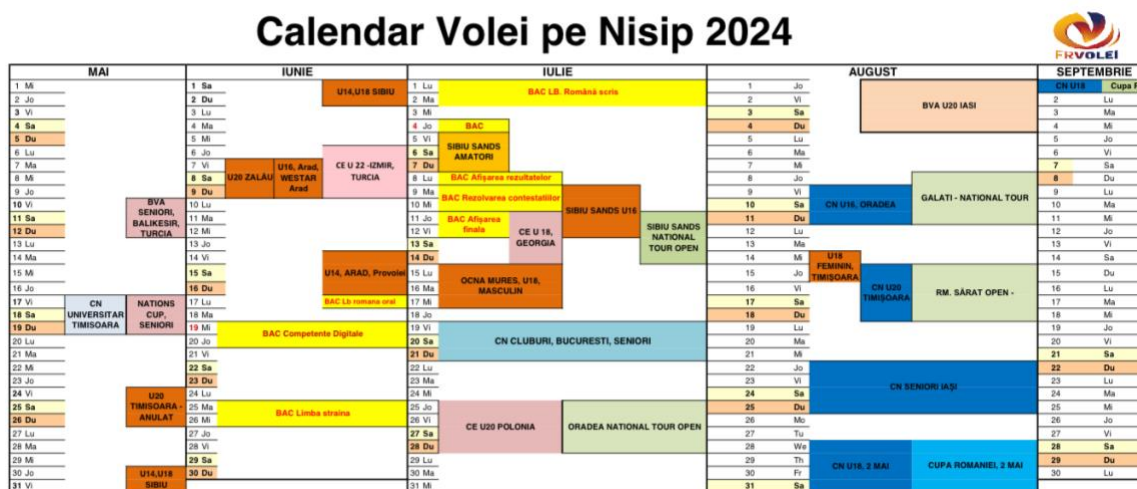 Calendar Volei pe Nisip 2024
FRVOLEI
MAI
1 Mi
2 Jo
3 Vi
4 Sa
5 Du
6 Lu
7 Ma
8 Mi
9 Jo
10 Vi
11 Sa
12 Du
13 Lu
14 Ma
15 Mi
16 Jo
17 Vi
18 Sa
19 Du
20 Lu
21 Ma
22 Mi
23 Jo
24 Vi
25 Sa
26 Du
27 Lu
28 Ma
29 Mi
30 Jo
31 Vi
BVA
SENIORI,
BALIKESIR,
TURCIA
CN
UNIVERSITAR
TIMISOARA
NATIONS
CUP,
SENIORI
U20
TIMISOARA -
ANULAT
U14,U18
SIBIU
IUNIE
1 Sa
2 Du
3 Lu
4 Ma
5 Mi
6 Jo
7 Vi
8 Sa
9 Du
10 Lu
11 Ma
12 Mi
13 Jo
14 Vi
15 Sa
16 Du
17 Lu
18 Ma
19 Mi
20 Jo
21 Vi
22 Sa
23 Du
24 Lu
25 Ma
26 Mi
27 Jo
28 Vi
29 Sa
30 Du
U14,U18 SIBIU
U20 ZALĂU
U16, Arad,
WESTAR
Arad
CE U 22 -IZMIR,
TURCIA
U14, ARAD, Provolei
BAC Lb romana oral
BAC Competente Digitale
BAC Limba straina
IULIE
1 Lu
2 Ma
3 Mi
4 Jo
5 Vi
6 Sa
7 Du
8 Lu
9 Ma
10 Mi
11 Jo
12 Vi
13 Sa
14 Du
15 Lu
16 Ma
17 Mi
18 Jo
19 Vi
20 Sa
21 Du
22 Lu
23 Ma
24 Mi
25 Jo
26 Vi
27 Sa
28 Du
29 Lu
30 Ma
31 Mi
BAC LB. Română scris
BAC
SIBIU SANDS
AMATORI
BAC Afișarea rezultatelor
BAC Rezolvarea contestatiilor
BAC Afișarea
finala
CE U 18,
GEORGIA
SIBIU SANDS U16
SIBIU SANDS
NATIONAL
TOUR OPEN
OCNA MURES, U18,
MASCULIN
CN CLUBURI, BUCURESTI, SENIORI
CE U20 POLONIA
ORADEA NATIONAL TOUR OPEN
AUGUST
1 Jo
2 Vi
3 Sa
4 Du
5 Lu
6 Ma
7 Mi
8 Jo
9 Vi
10 Sa
11 Du
12 Lu
13 Ma
14 Mi
15 Jo
16 Vi
17 Sa
18 Du
19 Lu
20 Ma
21 Mi
22 Jo
23 Vi
24 Sa
25 Du
26 Mo
27 Tu
28 We
29 Th
30 Fr
31 Sa
BVA U20 IASI
CN U16, ORADEA
GALATI - NATIONAL TOUR
U18
FEMININ,
TIMIȘOARA
CN U20
TIMIȘOARA
RM. SĂRAT OPEN -
CN SENIORI IAȘI
CN U18, 2 MAI
CUPA ROMANIEI, 2 MAI
SEPTEMBRIE
CN U18 Cupa
2 Lu
3 Ma
4 Mi
5 Jo
6 Vi
7 Sa
8 Du
9 Lu
10 Ma
11 Mi
12 Jo
13 Vi
14 Sa
15 Du
16 Lu
17 Ma
18 Mi
19 Jo
20 Vi
21 Sa
22 Du
23 Lu
24 Ma
25 Mi
26 Jo
27 Vi
28 Sa
29 Du
30 Lu